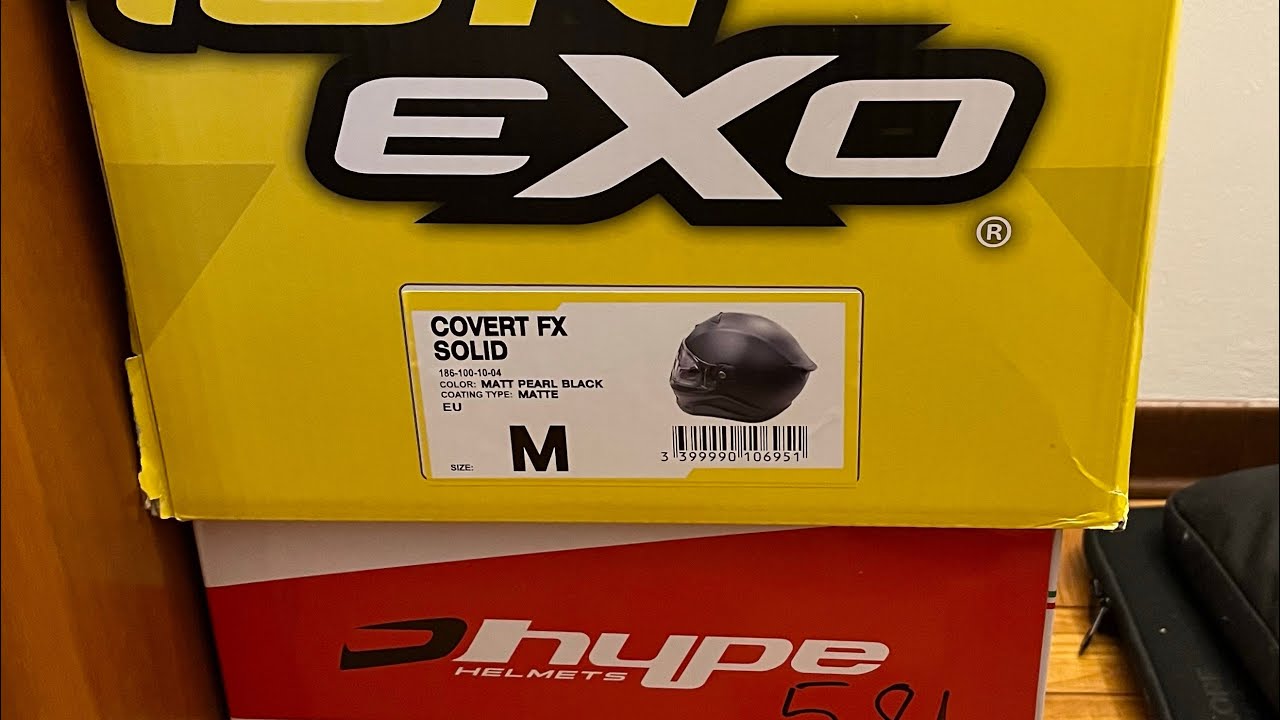 EXO
®
COVERT FX
SOLID
186-100-10-04
COLOR: MATT PEARL BLACK
COATING TYPE: MATTE
EU
SIZE: M
3 399990 106951
hype
HELMETS